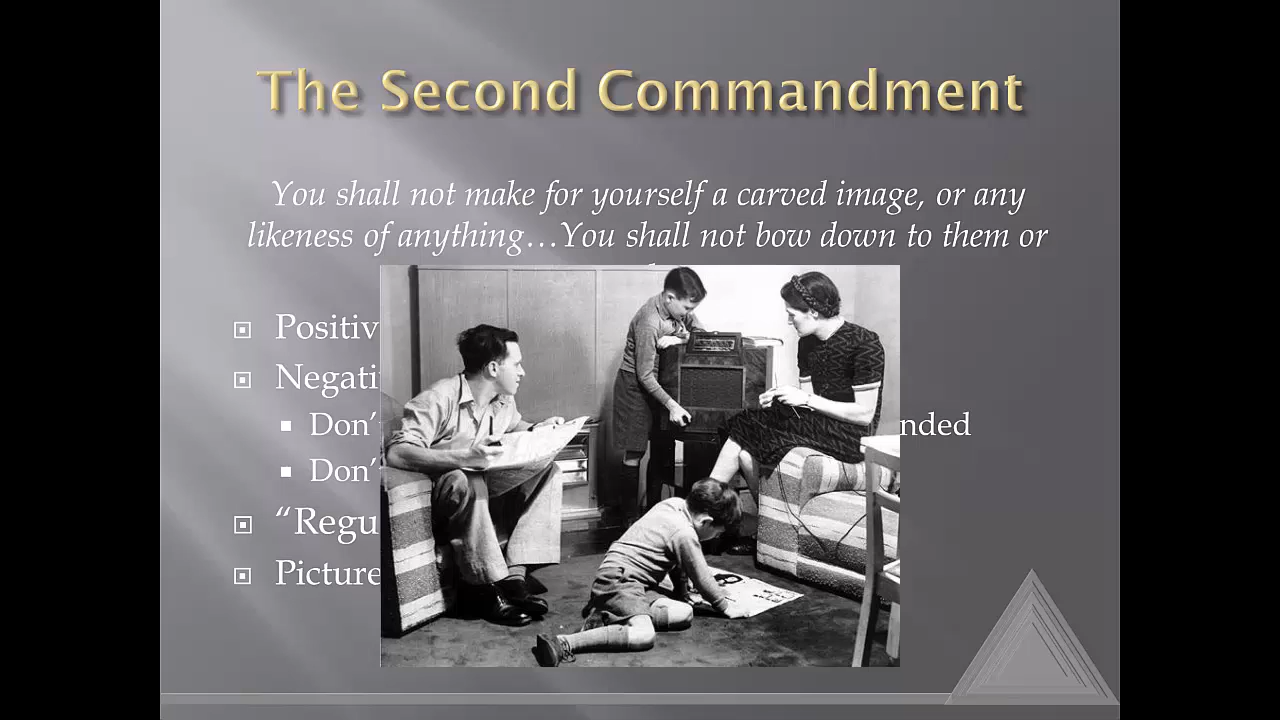 The Second Commandment
You shall not make for yourself a carved image, or any
likeness of anything…You shall not bow down to them or
Positiv
Negati
Don’
nded
Don’
“Regu
Picture